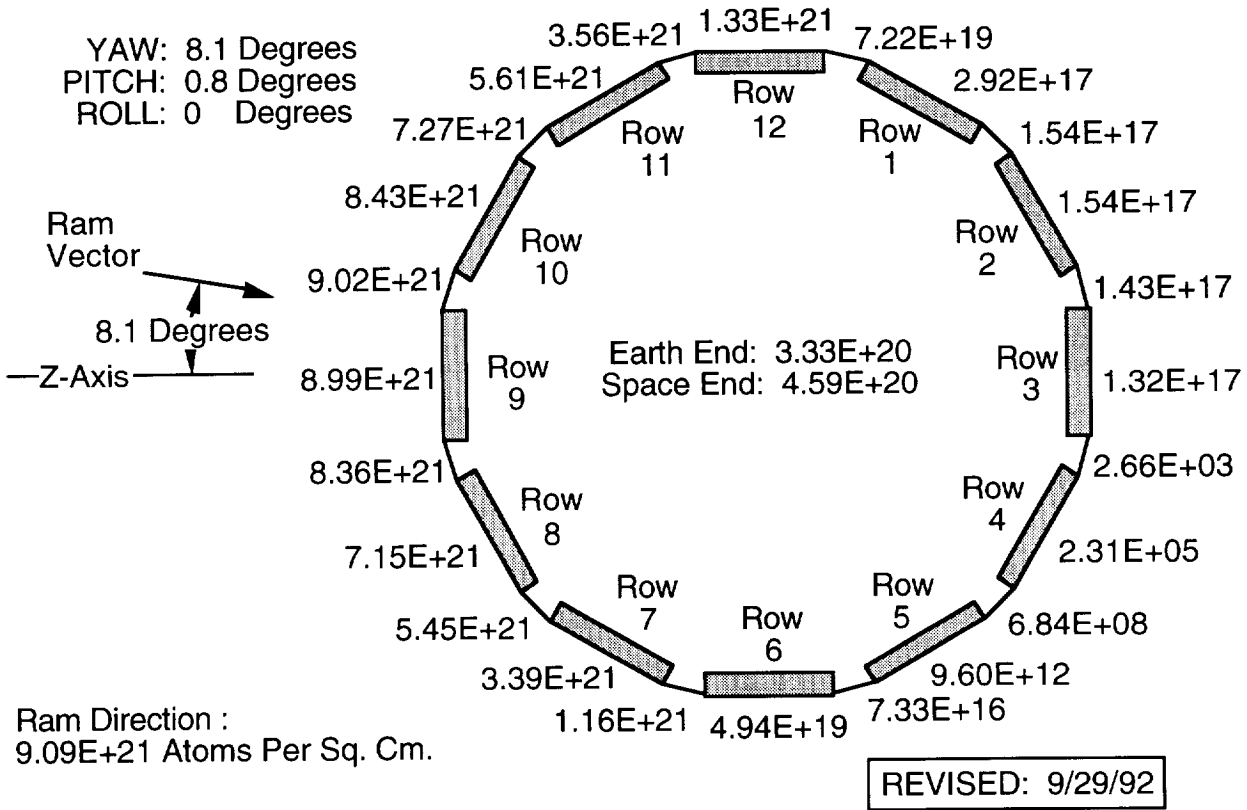 YAW: 8.1 Degrees
PITCH: 0.8 Degrees
ROLL: 0 Degrees
3.56E+21
1.33E+21
7.22E+19
5.61E+21
2.92E+17
7.27E+21
1.54E+17
8.43E+21
1.54E+17
9.02E+21
1.43E+17
8.99E+21
1.32E+17
8.36E+21
2.66E+03
7.15E+21
2.31E+05
5.45E+21
6.84E+08
3.39E+21
9.60E+12
1.16E+21
4.94E+19
7.33E+16
Row
12
Row
1
Row
11
Row
2
Row
10
Row
3
Row
9
Row
4
Row
8
Row
5
Row
7
Row
6
Ram
Vector
8.1 Degrees
Z-Axis
Earth End: 3.33E+20
Space End: 4.59E+20
Ram Direction :
9.09E+21 Atoms Per Sq. Cm.
REVISED: 9/29/92